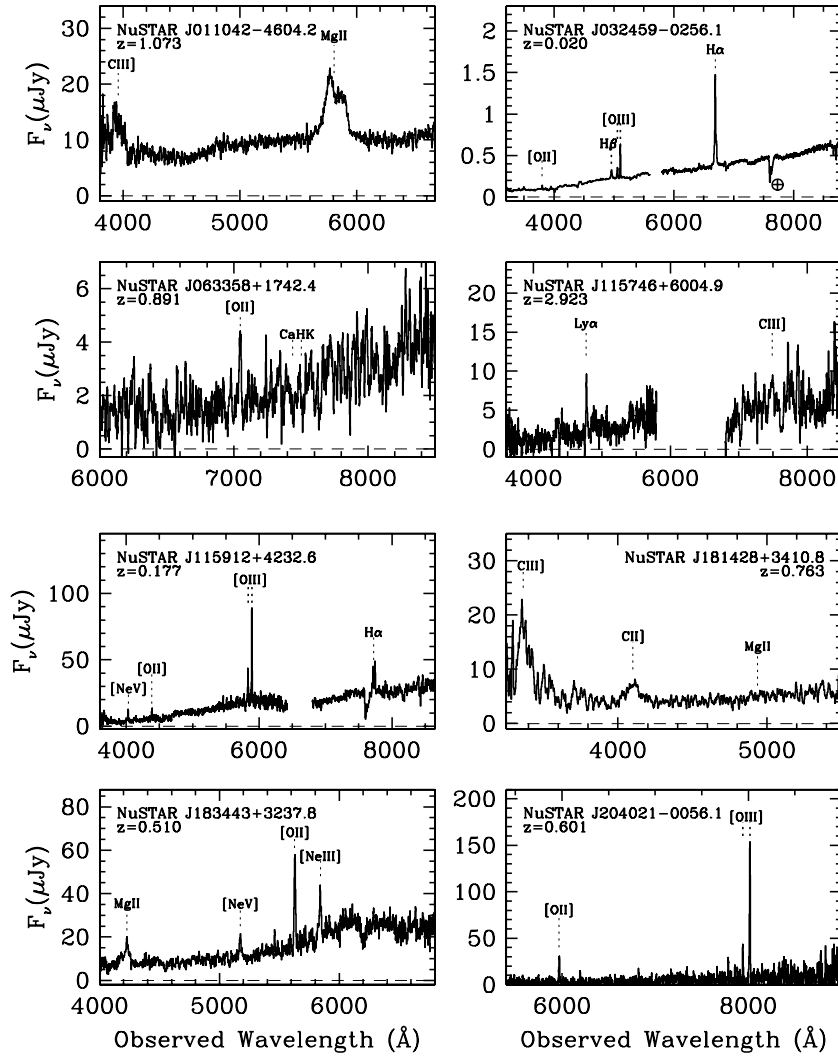 NuSTAR J011042-4604.2
z=1.073
CIII]
MgII
30
20
10
0
Fν(μJy)
4000 5000 6000
NuSTAR J032459-0256.1
z=0.020
Hα
[OIII]
Hβ
[OII]
⊕
2
1.5
1
0.5
0
4000 6000 8000
NuSTAR J063358+1742.4
z=0.891
[OII]
CaHK
6
4
2
0
Fν(μJy)
6000 7000 8000
NuSTAR J115746+6004.9
z=2.923
Lyα
CIII]
20
15
10
5
0
4000 6000 8000
NuSTAR J115912+4232.6
z=0.177
[OIII]
Hα
[OII]
[NeV]
100
50
0
Fν(μJy)
4000 6000 8000
NuSTAR J181428+3410.8
z=0.763
CIII]
CII]
MgII
30
20
10
0
4000 5000
NuSTAR J183443+3237.8
z=0.510
[OII]
[NeIII]
MgII
[NeV]
80
60
40
20
0
Fν(μJy)
4000 5000 6000
Observed Wavelength (Å)
NuSTAR J204021-0056.1
z=0.601
[OIII]
[OII]
200
150
100
50
0
6000 8000
Observed Wavelength (Å)